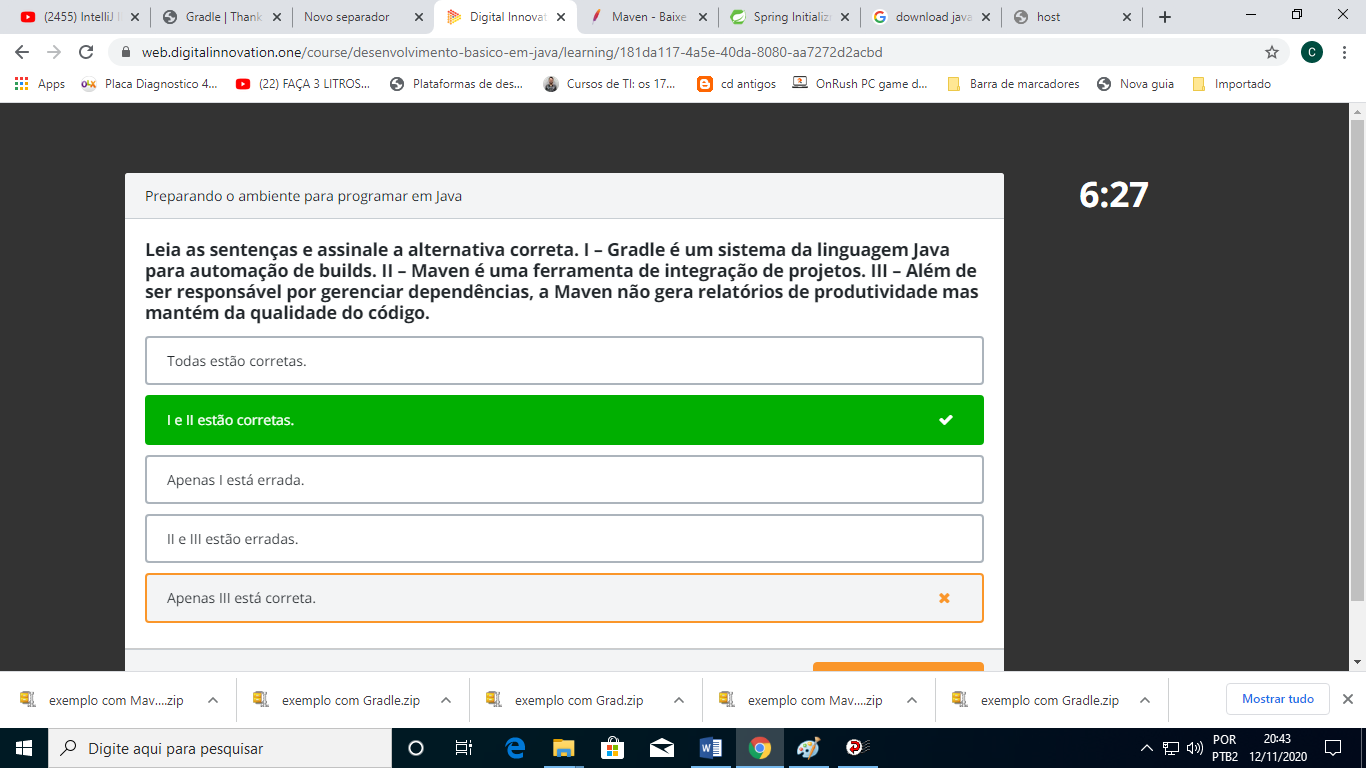 (2455) IntelliJ I
Gradle | Thank
Novo separador
Digital Innovat
Maven - Baixe
Spring Initializ
download java
host
web.digitalinnovation.one/course/desenvolvimento-basico-em-java/learning/181da117-4a5e-40da-8080-aa7272d2acbd
C
Apps
Placa Diagnostico 4...
(22) FAÇA 3 LITROS...
Plataformas de des...
Cursos de TI: os 17...
cd antigos
OnRush PC game d...
Barra de marcadores
Nova guia
Importado
Preparando o ambiente para programar em Java
6:27
Leia as sentenças e assinale a alternativa correta. I – Gradle é um sistema da linguagem Java
para automação de builds. II – Maven é uma ferramenta de integração de projetos. III – Além de
ser responsável por gerenciar dependências, a Maven não gera relatórios de produtividade mas
mantém da qualidade do código.
Todas estão corretas.
I e II estão corretas.
Apenas I está errada.
II e III estão erradas.
Apenas III está correta.
exemplo com Mav....zip
exemplo com Gradle.zip
exemplo com Grad.zip
exemplo com Mav....zip
exemplo com Gradle.zip
Mostrar tudo
Digite aqui para pesquisar
POR
PTB2
20:43
12/11/2020